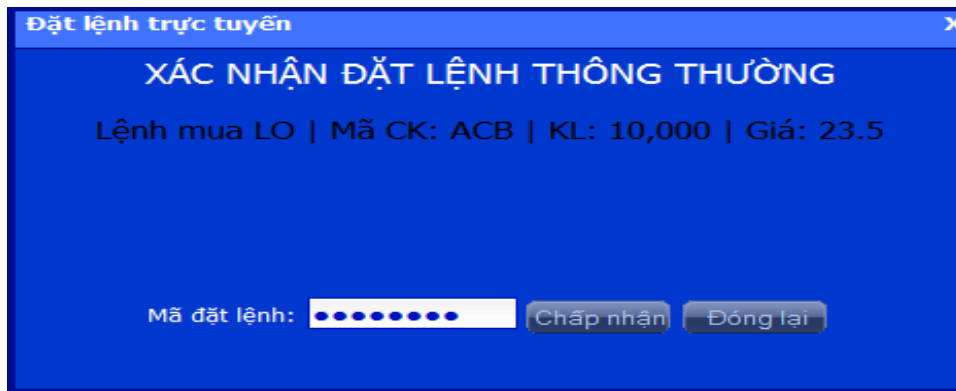 Đặt lệnh trực tuyến X
XÁC NHẬN ĐẶT LỆNH THÔNG THƯỜNG
Lệnh mua LO | Mã CK: ACB | KL: 10,000 | Giá: 23.5
Mã đặt lệnh: ●●●●●●●● Chấp nhận Đóng lại